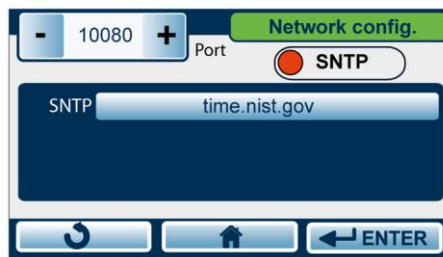 - 10080 + Port
Network config.
SNTP
SNTP time.nist.gov
ENTER